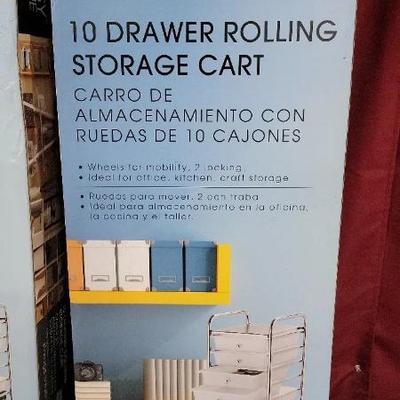 10 DRAWER ROLLING
STORAGE CART
CARRO DE
ALMACENAMIENTO CON
RUEDAS DE 10 CAJONES
• Wheels for mobility, 2 locking
• Ideal for office, kitchen, craft storage
• Ruedas para mover, 2 con traba
• Ideal para almacenamiento en la oficina,
la cocina y el taller.